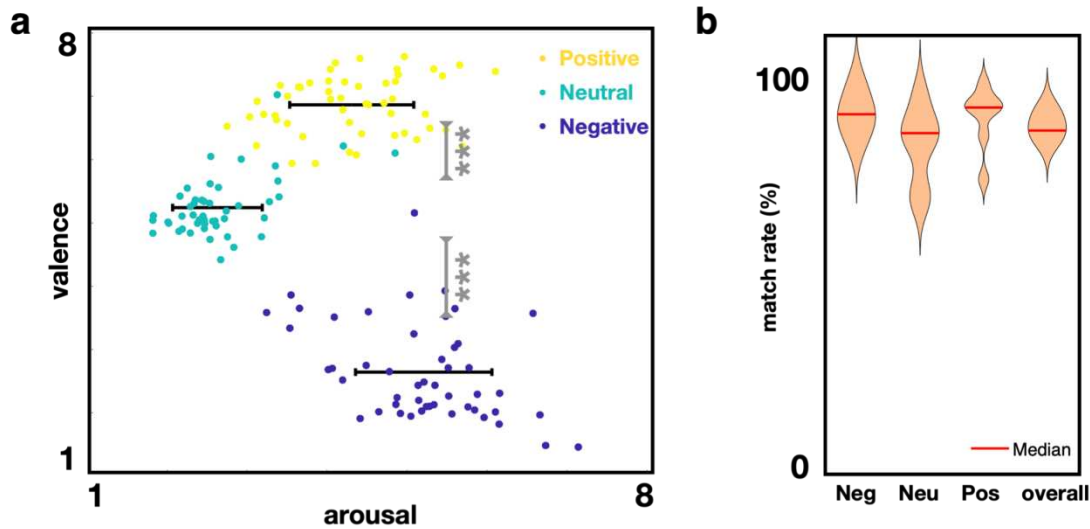 a
8
valence
1
1
arousal
8
Positive
Neutral
Negative
***
***
b
100
match rate (%)
0
Median
Neg Neu Pos overall